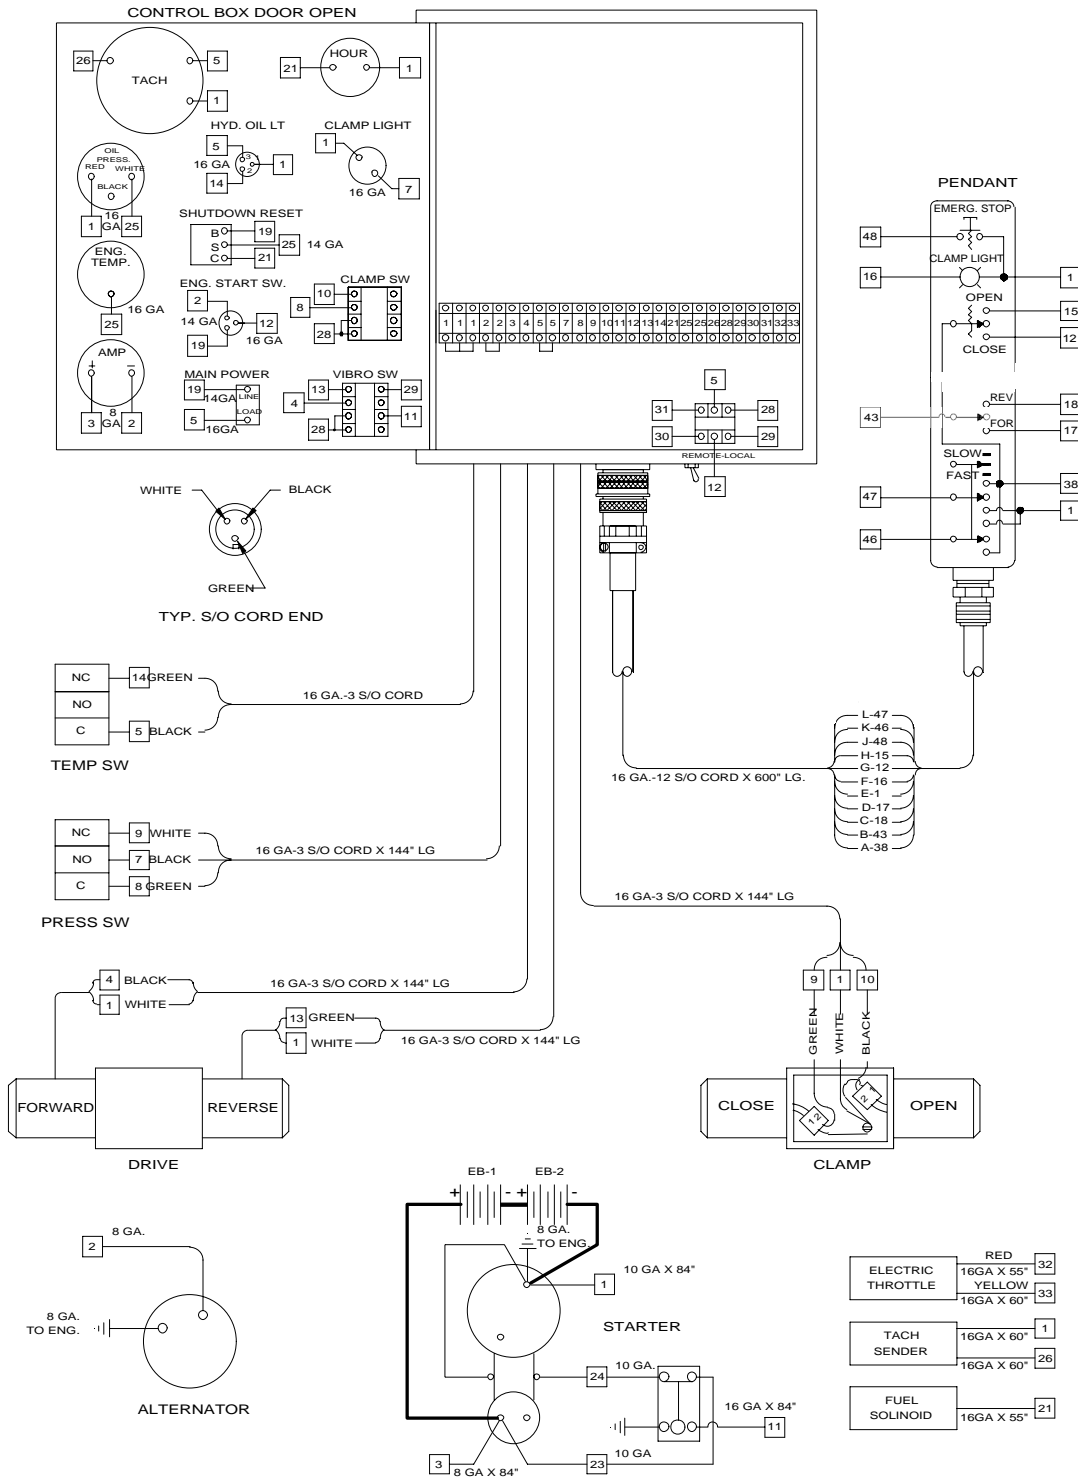 CONTROL BOX DOOR OPEN
26
TACH
5
1
21
HOUR
1
HYD. OIL LT
5
16 GA
3
1
2
1
14
CLAMP LIGHT
1
16 GA
7
OIL
PRESS.
RED WHITE
BLACK
16
GA
1
25
SHUTDOWN RESET
B
19
S
25
14 GA
C
21
ENG.
TEMP.
16 GA
25
ENG. START SW.
2
14 GA
12
16 GA
19
CLAMP SW
10
8
28
AMP
+
-
8
GA
3
2
MAIN POWER
19
14GA
LINE
LOAD
5
16GA
VIBRO SW
13
29
4
11
28
1 1 1 2 2 3 4 5 5 7 8 9 10 11 12 13 14 21 25 25 26 28 29 30 31 32 33
5
31
28
30
29
REMOTE-LOCAL
12
PENDANT
EMERG. STOP
48
CLAMP LIGHT
16
1
OPEN
15
12
CLOSE
REV
18
43
FOR
17
SLOW
FAST
38
47
1
46
WHITE
BLACK
GREEN
TYP. S/O CORD END
NC
14
GREEN
NO
C
5
BLACK
16 GA.-3 S/O CORD
TEMP SW
NC
9
WHITE
NO
7
BLACK
C
8
GREEN
16 GA-3 S/O CORD X 144" LG
PRESS SW
16 GA.-12 S/O CORD X 600" LG.
L-47
K-46
J-48
H-15
G-12
F-16
E-1
D-17
C-18
B-43
A-38
16 GA-3 S/O CORD X 144" LG
4
BLACK
1
WHITE
16 GA-3 S/O CORD X 144" LG
13
GREEN
1
WHITE
16 GA-3 S/O CORD X 144" LG
FORWARD
REVERSE
DRIVE
9
1
10
GREEN
WHITE
BLACK
CLOSE
1 2
2 1
OPEN
CLAMP
EB-1
EB-2
+
-
+
-
8 GA.
TO ENG.
10 GA X 84"
1
STARTER
24
10 GA.
16 GA X 84"
11
3
8 GA X 84"
23
10 GA
8 GA.
2
8 GA.
TO ENG.
ALTERNATOR
ELECTRIC
THROTTLE
RED
16GA X 55"
32
YELLOW
16GA X 60"
33
TACH
SENDER
16GA X 60"
1
16GA X 60"
26
FUEL
SOLINOID
16GA X 55"
21